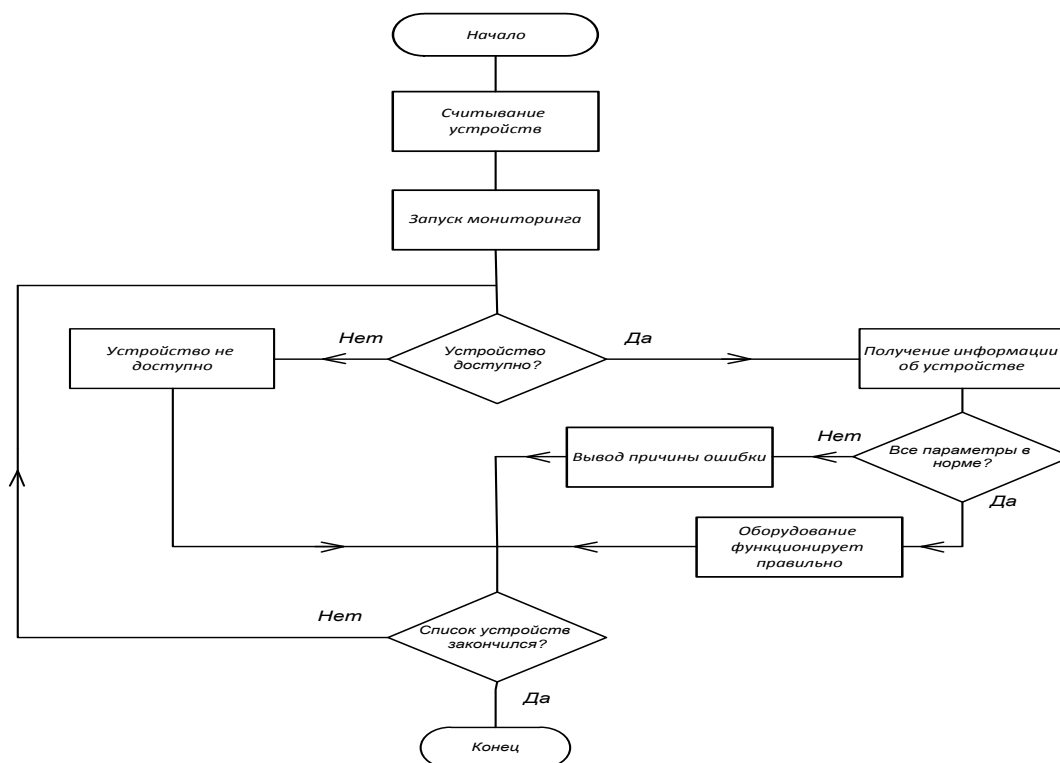 Начало
Считывание
устройств
Запуск мониторинга
Нет
Да
Устройство не
доступно
Устройство
доступно?
Получение информации
об устройстве
Нет
Вывод причины ошибки
Все параметры в
норме?
Да
Оборудование
функционирует
правильно
Нет
Список устройств
закончился?
Да
Конец